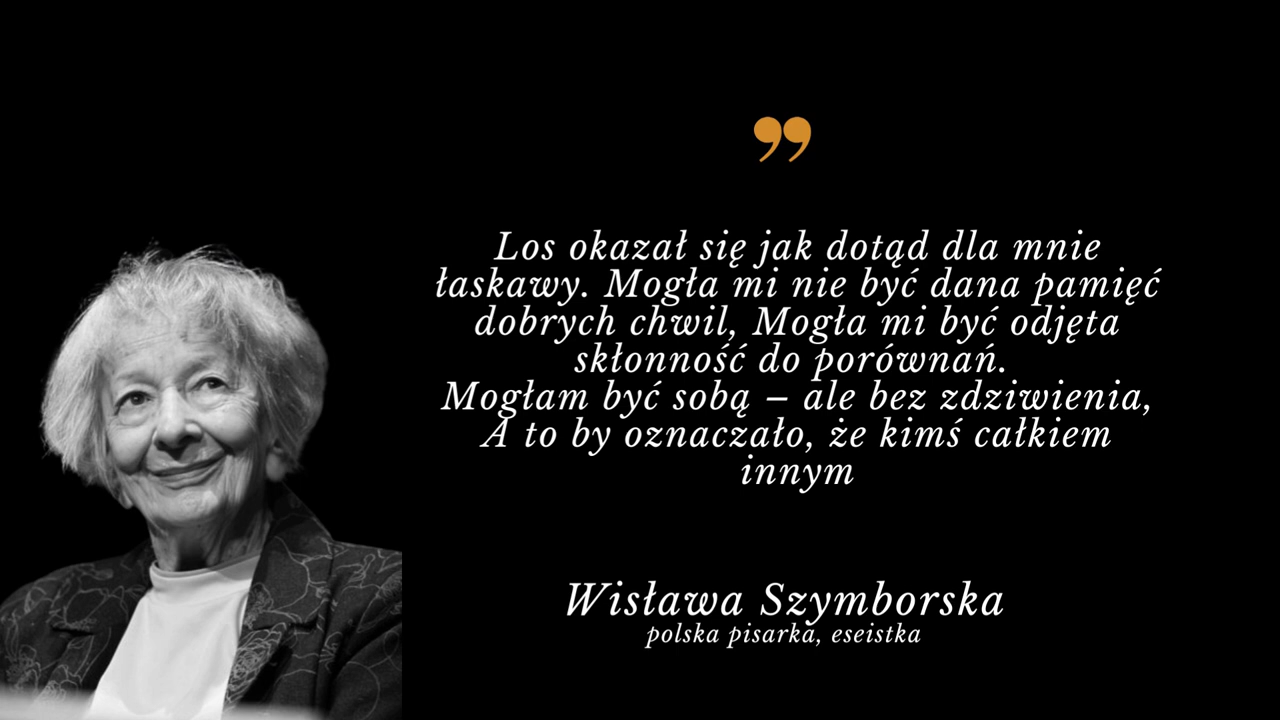 ”
Los okazał się jak dotąd dla mnie
łaskawy. Mogła mi nie być dana pamięć
dobrych chwil, Mogła mi być odjęta
skłonność do porównań.
Mogłam być sobą – ale bez zdziwienia,
A to by oznaczało, że kimś całkiem
innym
Wisława Szymborska
polska pisarka, eseistka